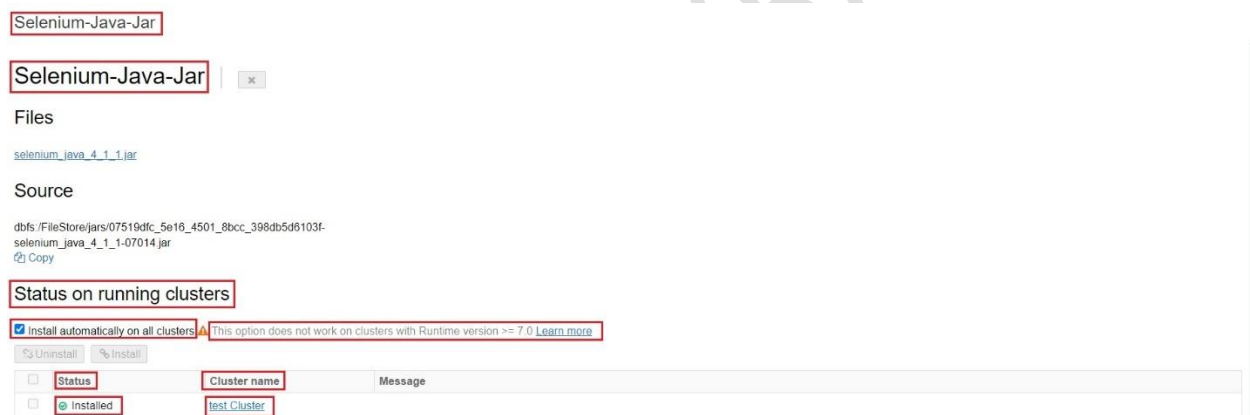 Selenium-Java-Jar
Selenium-Java-Jar
Files
selenium_java_4_1_1.jar
Source
dbfs:/FileStore/jars/07519dfc_5e16_4501_8bcc_398db5d6103f-
selenium_java_4_1_1-07014.jar
Copy
Status on running clusters
Install automatically on all clusters This option does not work on clusters with Runtime version >= 7.0 Learn more
Uninstall Install
Status Cluster name Message
Installed test Cluster